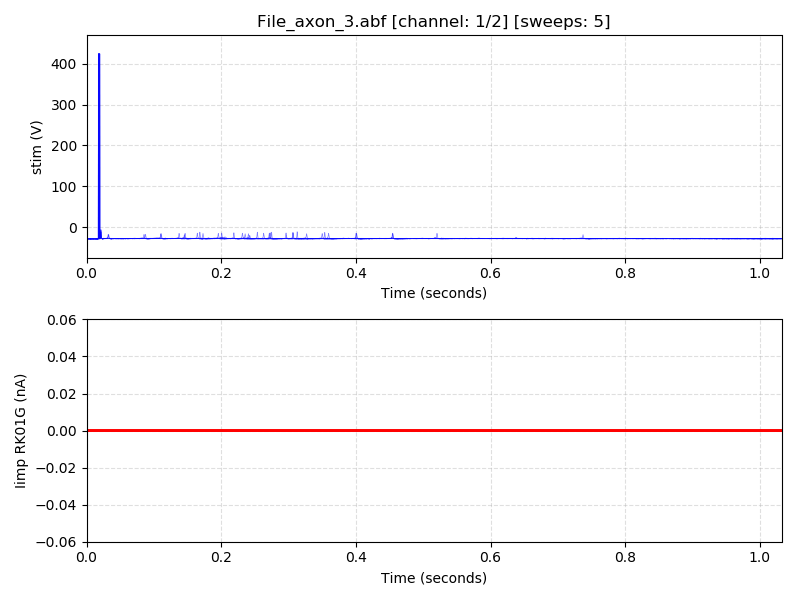 File_axon_3.abf [channel: 1/2] [sweeps: 5]
400
300
200
100
0
stim (V)
0.0 0.2 0.4 0.6 0.8 1.0
Time (seconds)
0.06
0.04
0.02
0.00
−0.02
−0.04
−0.06
Iimp RK01G (nA)
0.0 0.2 0.4 0.6 0.8 1.0
Time (seconds)